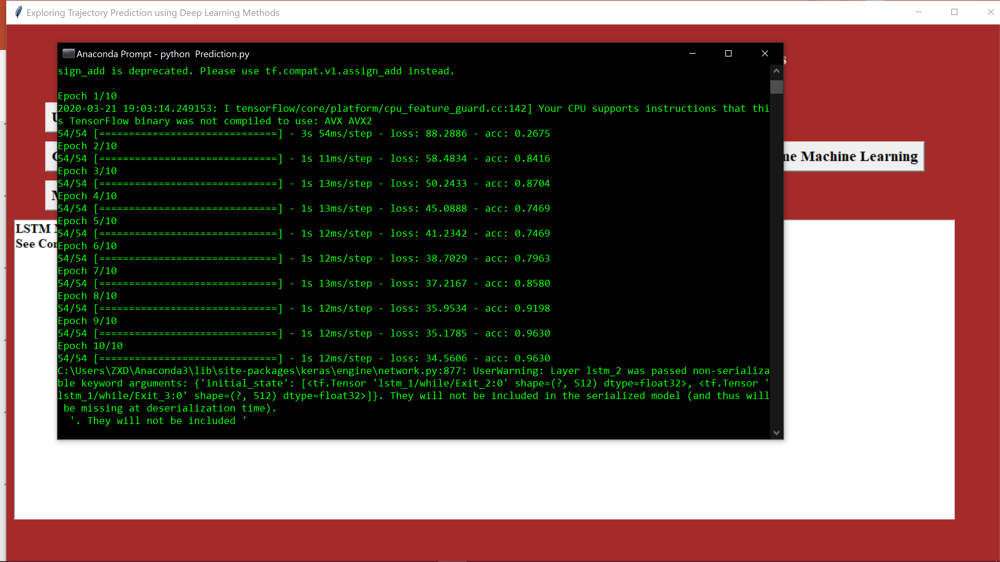 Exploring Trajectory Prediction using Deep Learning Methods
Anaconda Prompt - python  Prediction.py
sign_add is deprecated. Please use tf.compat.v1.assign_add instead.
Epoch 1/10
2020-03-21 19:03:14.249153: I tensorflow/core/platform/cpu_feature_guard.cc:142] Your CPU supports instructions that thi
s TensorFlow binary was not compiled to use: AVX AVX2
54/54 [==============================] - 3s 54ms/step - loss: 88.2886 - acc: 0.2675
Epoch 2/10
54/54 [==============================] - 1s 11ms/step - loss: 58.4834 - acc: 0.8416
Epoch 3/10
54/54 [==============================] - 1s 13ms/step - loss: 50.2433 - acc: 0.8704
Epoch 4/10
54/54 [==============================] - 1s 13ms/step - loss: 45.0888 - acc: 0.7469
Epoch 5/10
54/54 [==============================] - 1s 12ms/step - loss: 41.2342 - acc: 0.7469
Epoch 6/10
54/54 [==============================] - 1s 12ms/step - loss: 38.7029 - acc: 0.7963
Epoch 7/10
54/54 [==============================] - 1s 13ms/step - loss: 37.2167 - acc: 0.8580
Epoch 8/10
54/54 [==============================] - 1s 12ms/step - loss: 35.9534 - acc: 0.9198
Epoch 9/10
54/54 [==============================] - 1s 12ms/step - loss: 35.1785 - acc: 0.9630
Epoch 10/10
54/54 [==============================] - 1s 12ms/step - loss: 34.5606 - acc: 0.9630
C:\Users\ZXD\Anaconda3\lib\site-packages\keras\engine\network.py:877: UserWarning: Layer lstm_2 was passed non-serializa
ble keyword arguments: {'initial_state': [<tf.Tensor 'lstm_1/while/Exit_2:0' shape=(?, 512) dtype=float32>, <tf.Tensor '
lstm_1/while/Exit_3:0' shape=(?, 512) dtype=float32>]}. They will not be included in the serialized model (and thus will
 be missing at deserialization time).
  '. They will not be included '
Machine Learning
LSTM
See